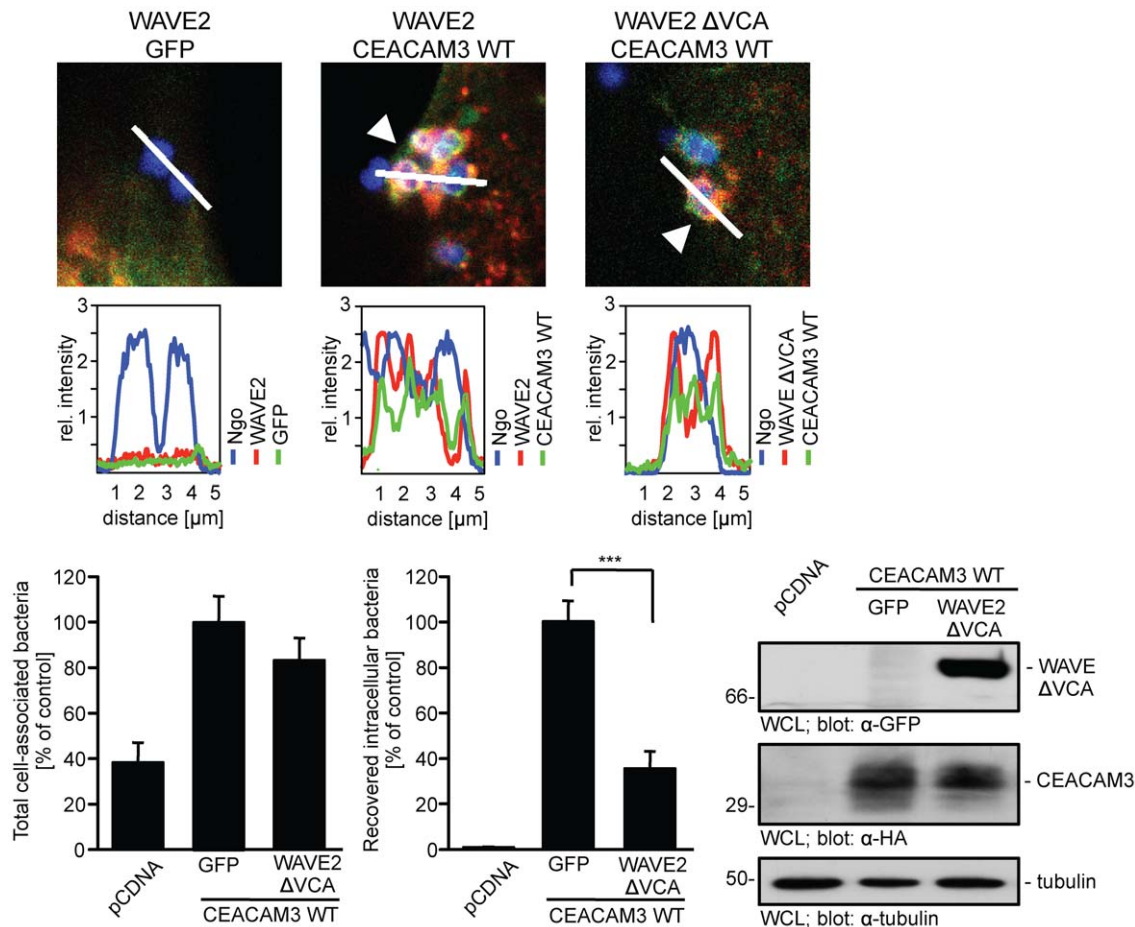 WAVE2
GFP
WAVE2
CEACAM3 WT
WAVE2 ΔVCA
CEACAM3 WT
rel. intensity
3
2
1
1 2 3 4 5
distance [µm]
Ngo
WAVE2
GFP
rel. intensity
3
2
1
1 2 3 4 5
distance [µm]
Ngo
WAVE2
CEACAM3 WT
rel. intensity
3
2
1
1 2 3 4 5
distance [µm]
Ngo
WAVE ΔVCA
CEACAM3 WT
Total cell-associated bacteria
[% of control]
120
100
80
60
40
20
0
pCDNA
GFP
WAVE2
ΔVCA
CEACAM3 WT
Recovered intracellular bacteria
[% of control]
120
100
80
60
40
20
0
***
pCDNA
GFP
WAVE2
ΔVCA
CEACAM3 WT
pCDNA
CEACAM3 WT
GFP
WAVE2
ΔVCA
66-
- WAVE
ΔVCA
WCL; blot: α-GFP
29-
- CEACAM3
WCL; blot: α-HA
50-
- tubulin
WCL; blot: α-tubulin